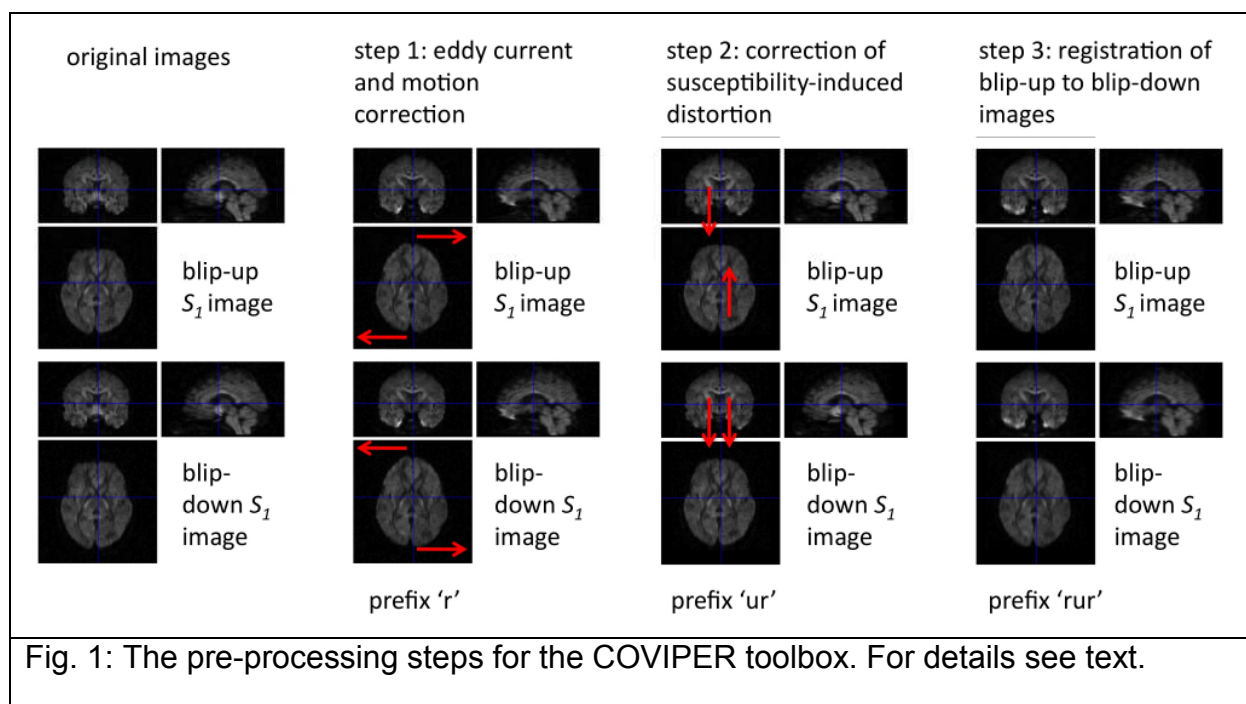 original images
step 1: eddy current
and motion
correction
step 2: correction of
susceptibility-induced
distortion
step 3: registration of
blip-up to blip-down
images
blip-up
S₁ image
blip-up
S₁ image
blip-up
S₁ image
blip-up
S₁ image
blip-
down S₁
image
blip-
down S₁
image
blip-
down S₁
image
blip-
down S₁
image
prefix ‘r’
prefix ‘ur’
prefix ‘rur’
Fig. 1: The pre-processing steps for the COVIPER toolbox. For details see text.